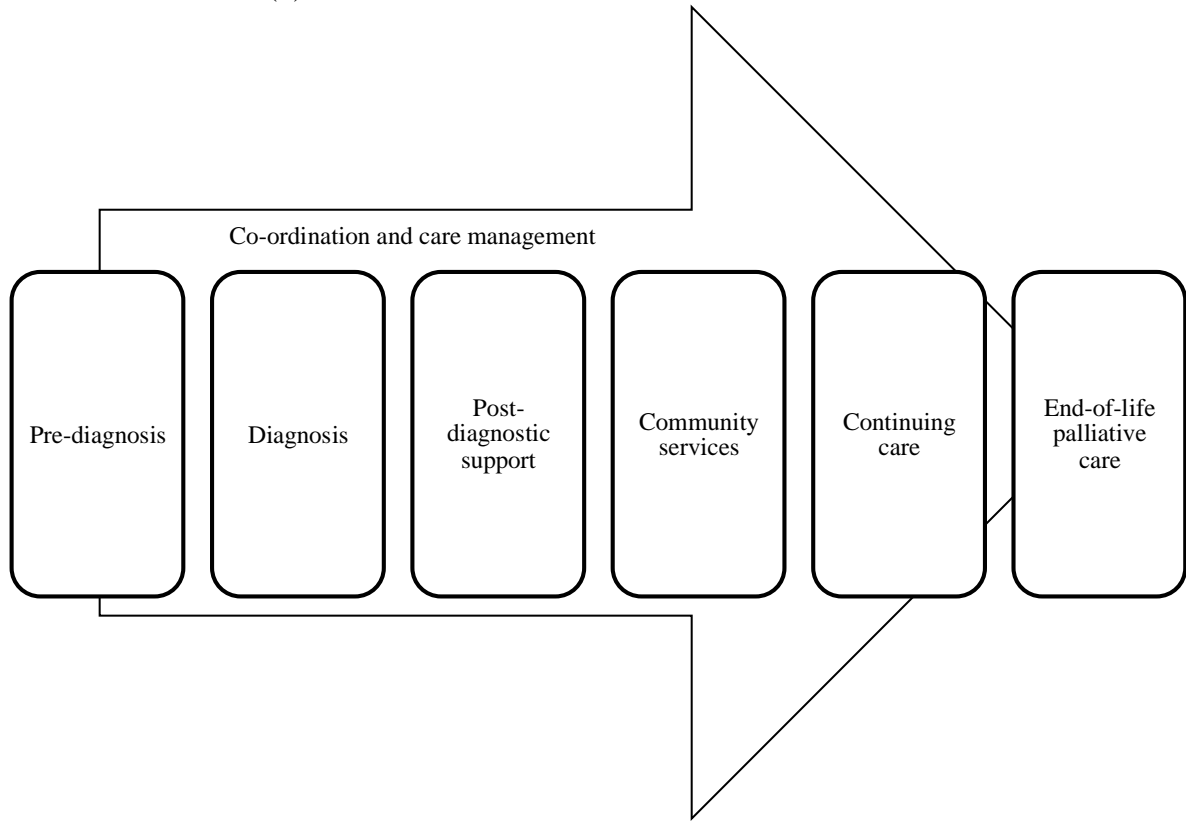 Co-ordination and care management
Pre-diagnosis
Diagnosis
Post-
diagnostic
support
Community
services
Continuing
care
End-of-life
palliative
care